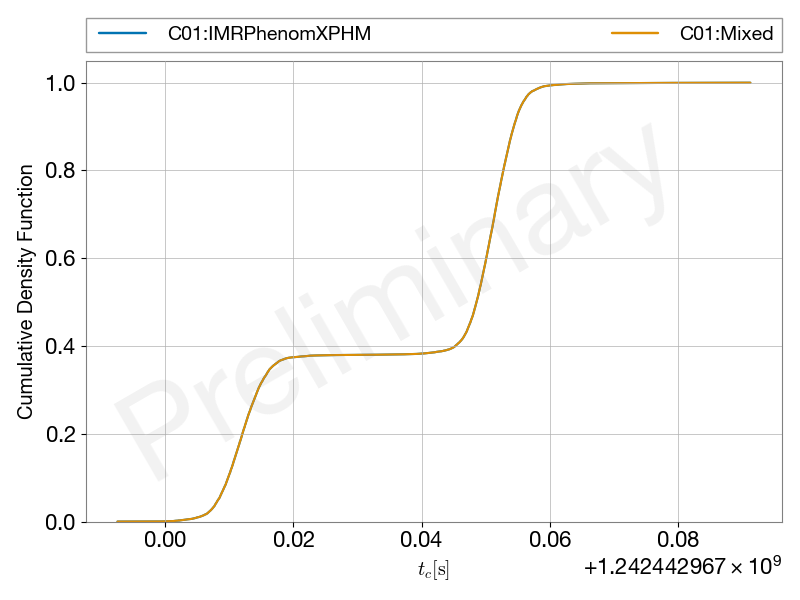 C01:IMRPhenomXPHM C01:Mixed
Cumulative Density Function
1.0
0.8
0.6
0.4
0.2
0.0
Preliminary
0.00 0.02 0.04 0.06 0.08
t_c[s]
+1.242442967 × 10⁹